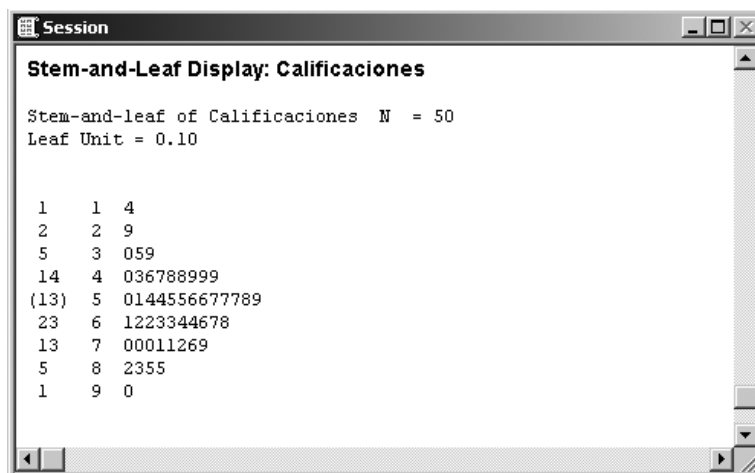 Session
Stem-and-Leaf Display: Calificaciones
Stem-and-leaf of Calificaciones N = 50
Leaf Unit = 0.10
1 1 4
2 2 9
5 3 059
14 4 036788999
(13) 5 0144556677789
23 6 1223344678
13 7 00011269
5 8 2355
1 9 0